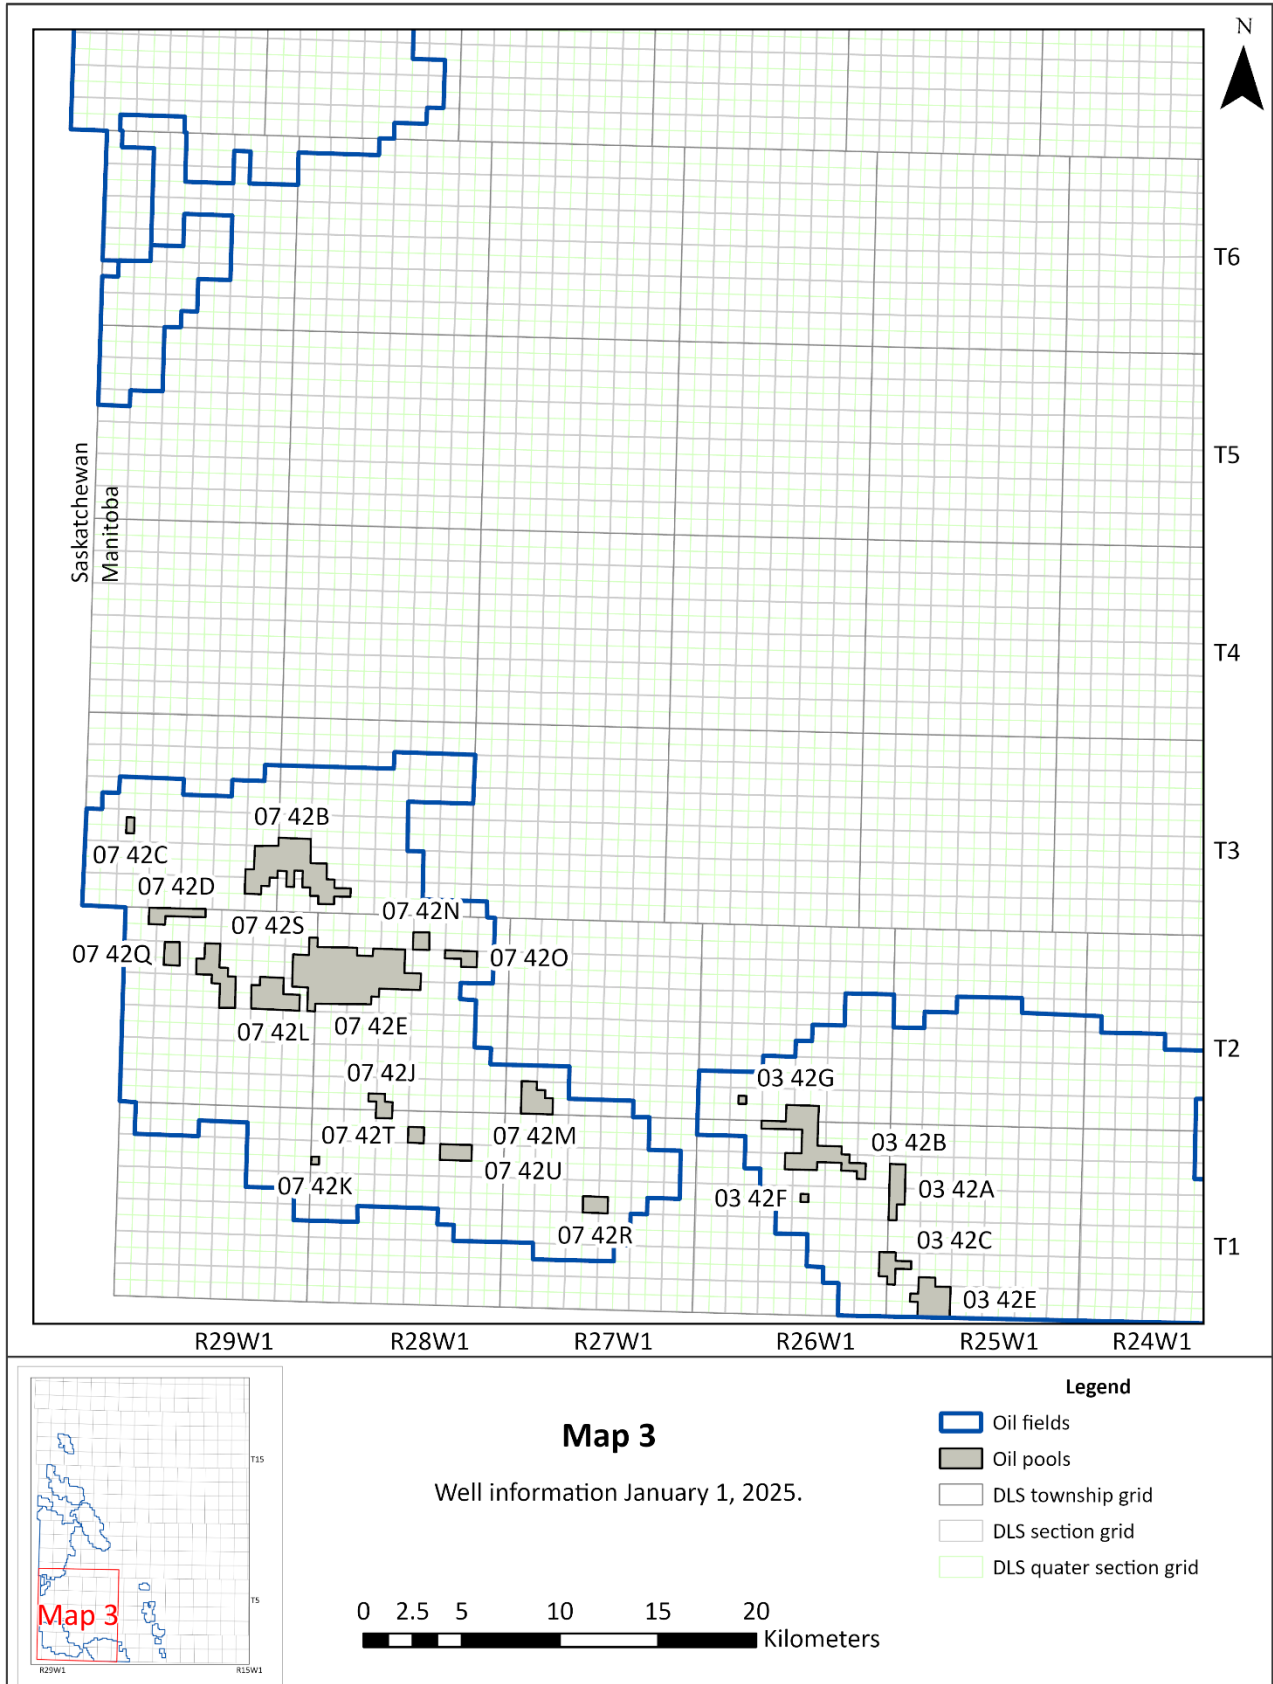 N
T6
T5
Saskatchewan
Manitoba
T4
07 42B
07 42C
T3
07 42D
07 42N
07 42S
07 42Q
07 42O
07 42E
07 42L
T2
07 42J
03 42G
07 42T
07 42M
03 42B
07 42U
07 42K
03 42A
03 42F
07 42R
03 42C
T1
03 42E
R29W1
R28W1
R27W1
R26W1
R25W1
R24W1
T15
T5
Map 3
R29W1
R15W1
Map 3
Well information January 1, 2025.
0
2.5
5
10
15
20
Kilometers
Legend
Oil fields
Oil pools
DLS township grid
DLS section grid
DLS quater section grid